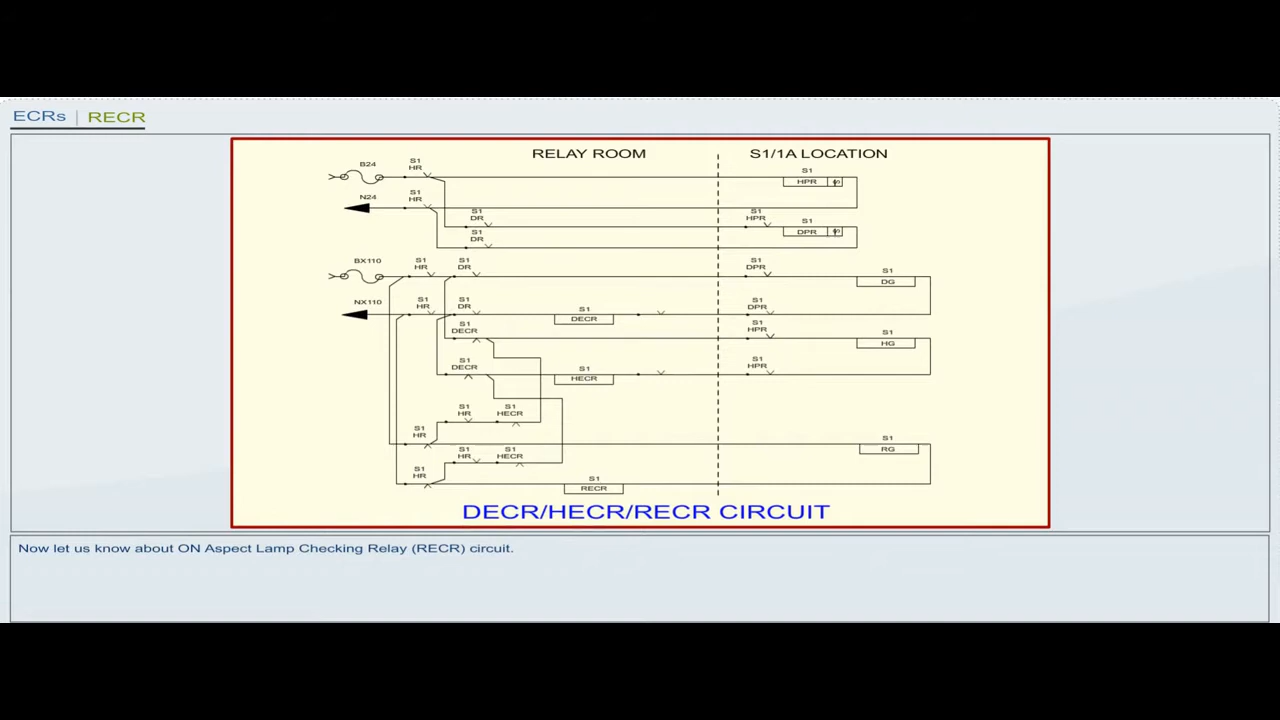 ECRs | RECR
RELAY ROOM
S1/1A LOCATION
B24
S1
HR
S1
HPR
N24
S1
HR
S1
DR
S1
HPR
S1
DPR
S1
DR
BX110
S1
HR
S1
DR
S1
DPR
S1
DG
NX110
S1
HR
S1
DR
S1
DECR
S1
DPR
S1
DECR
S1
HPR
S1
HG
S1
DECR
S1
HECR
S1
HPR
S1
HR
S1
HECR
S1
HR
S1
RG
S1
HR
S1
HECR
S1
HR
S1
RECR
DECR/HECR/RECR CIRCUIT
Now let us know about ON Aspect Lamp Checking Relay (RECR) circuit.